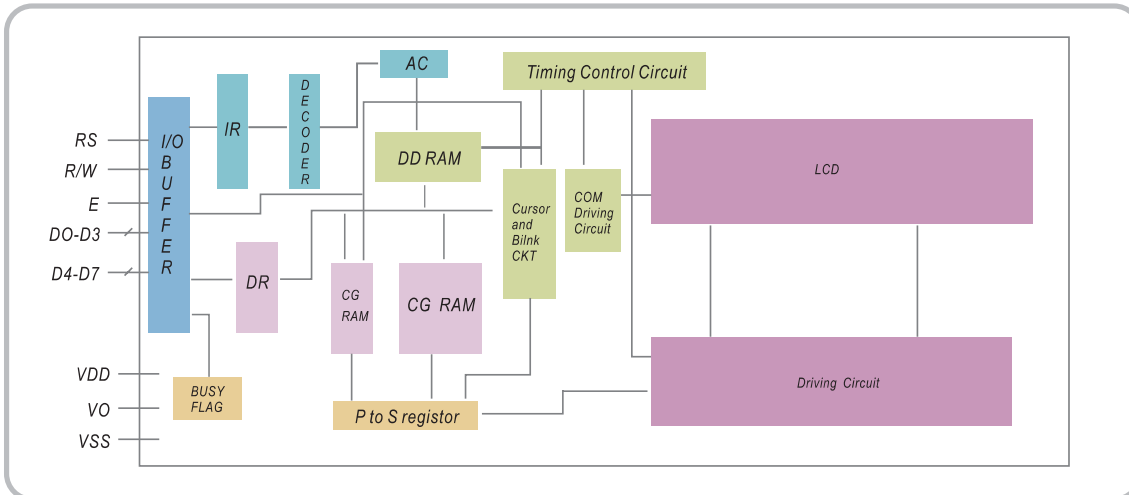 RS
R/W
E
DO-D3
D4-D7
VDD
VO
VSS
I/O
B
U
F
F
E
R
IR
D
E
C
O
D
E
R
AC
Timing Control Circuit
DD RAM
Cursor
and
Bilnk
CKT
COM
Driving
Circuit
LCD
DR
CG
RAM
CG RAM
BUSY
FLAG
P to S registor
Driving Circuit